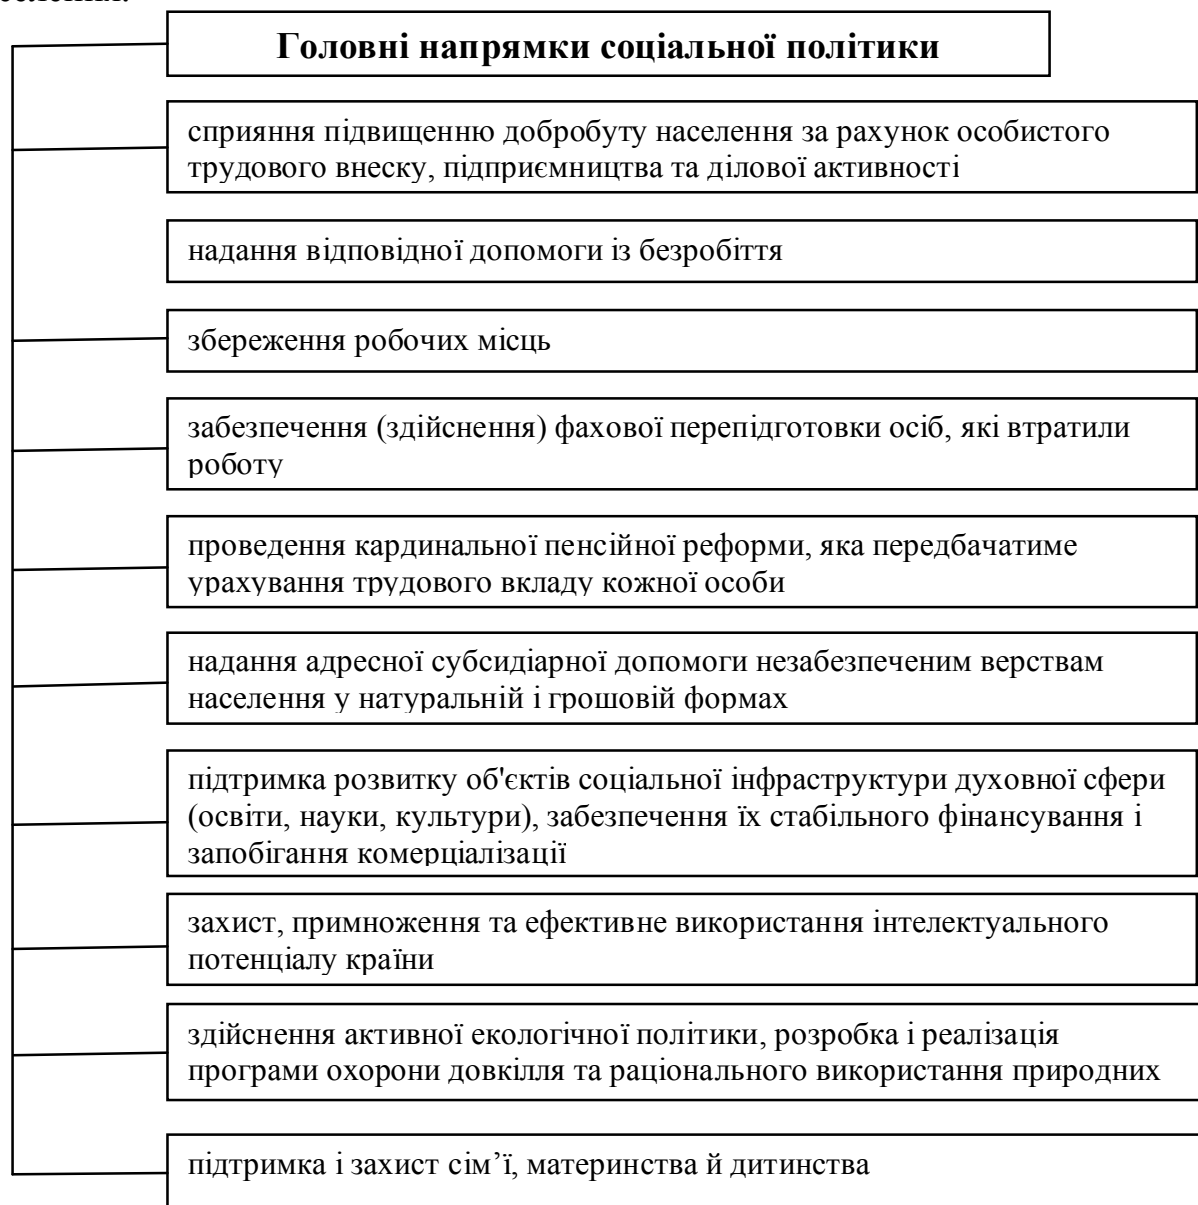 Головні напрямки соціальної політики
сприяння підвищенню добробуту населення за рахунок особистого
трудового внеску, підприємництва та ділової активності
надання відповідної допомоги із безробіття
збереження робочих місць
забезпечення (здійснення) фахової перепідготовки осіб, які втратили
роботу
проведення кардинальної пенсійної реформи, яка передбачатиме
урахування трудового вкладу кожної особи
надання адресної субсидіарної допомоги незабезпеченим верствам
населення у натуральній і грошовій формах
підтримка розвитку об'єктів соціальної інфраструктури духовної сфери
(освіти, науки, культури), забезпечення їх стабільного фінансування і
запобігання комерціалізації
захист, примноження та ефективне використання інтелектуального
потенціалу країни
здійснення активної екологічної політики, розробка і реалізація
програми охорони довкілля та раціонального використання природних
підтримка і захист сім’ї, материнства й дитинства